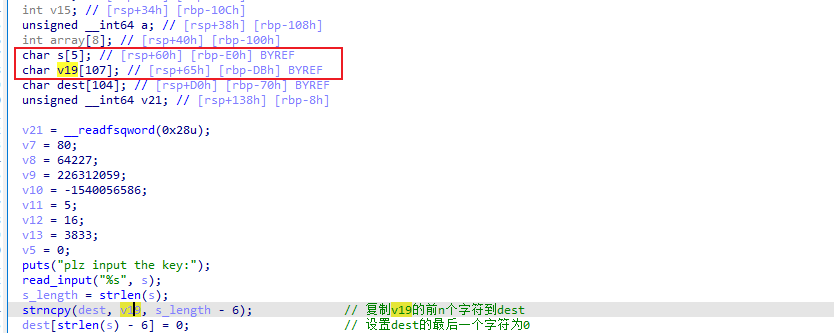 int v15; // [rsp+34h] [rbp-10Ch]
unsigned __int64 a; // [rsp+38h] [rbp-108h]
int array[8]; // [rsp+40h] [rbp-100h]
char s[5]; // [rsp+60h] [rbp-E0h] BYREF
char v19[107]; // [rsp+65h] [rbp-DBh] BYREF
char dest[104]; // [rsp+D0h] [rbp-70h] BYREF
unsigned __int64 v21; // [rsp+138h] [rbp-8h]
v21 = __readfsqword(0x28u);
v7 = 80;
v8 = 64227;
v9 = 226312059;
v10 = -1540056586;
v11 = 5;
v12 = 16;
v13 = 3833;
v5 = 0;
puts("plz input the key:");
read_input("%s", s);
s_length = strlen(s);
strncpy(dest, v19, s_length - 6); // 复制v19的前n个字符到dest
dest[strlen(s) - 6] = 0; // 设置dest的最后一个字符为0